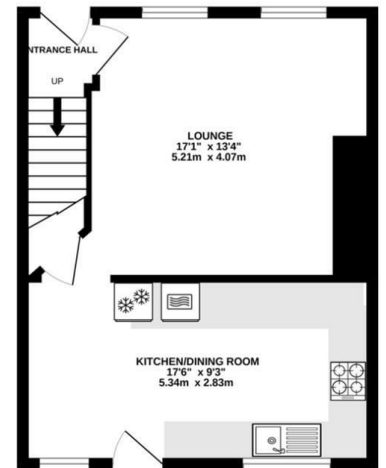 NTRANCE HALL
UP
LOUNGE
17'1" x 13'4"
5.21m x 4.07m
KITCHEN/DINING ROOM
17'6" x 9'3"
5.34m x 2.83m